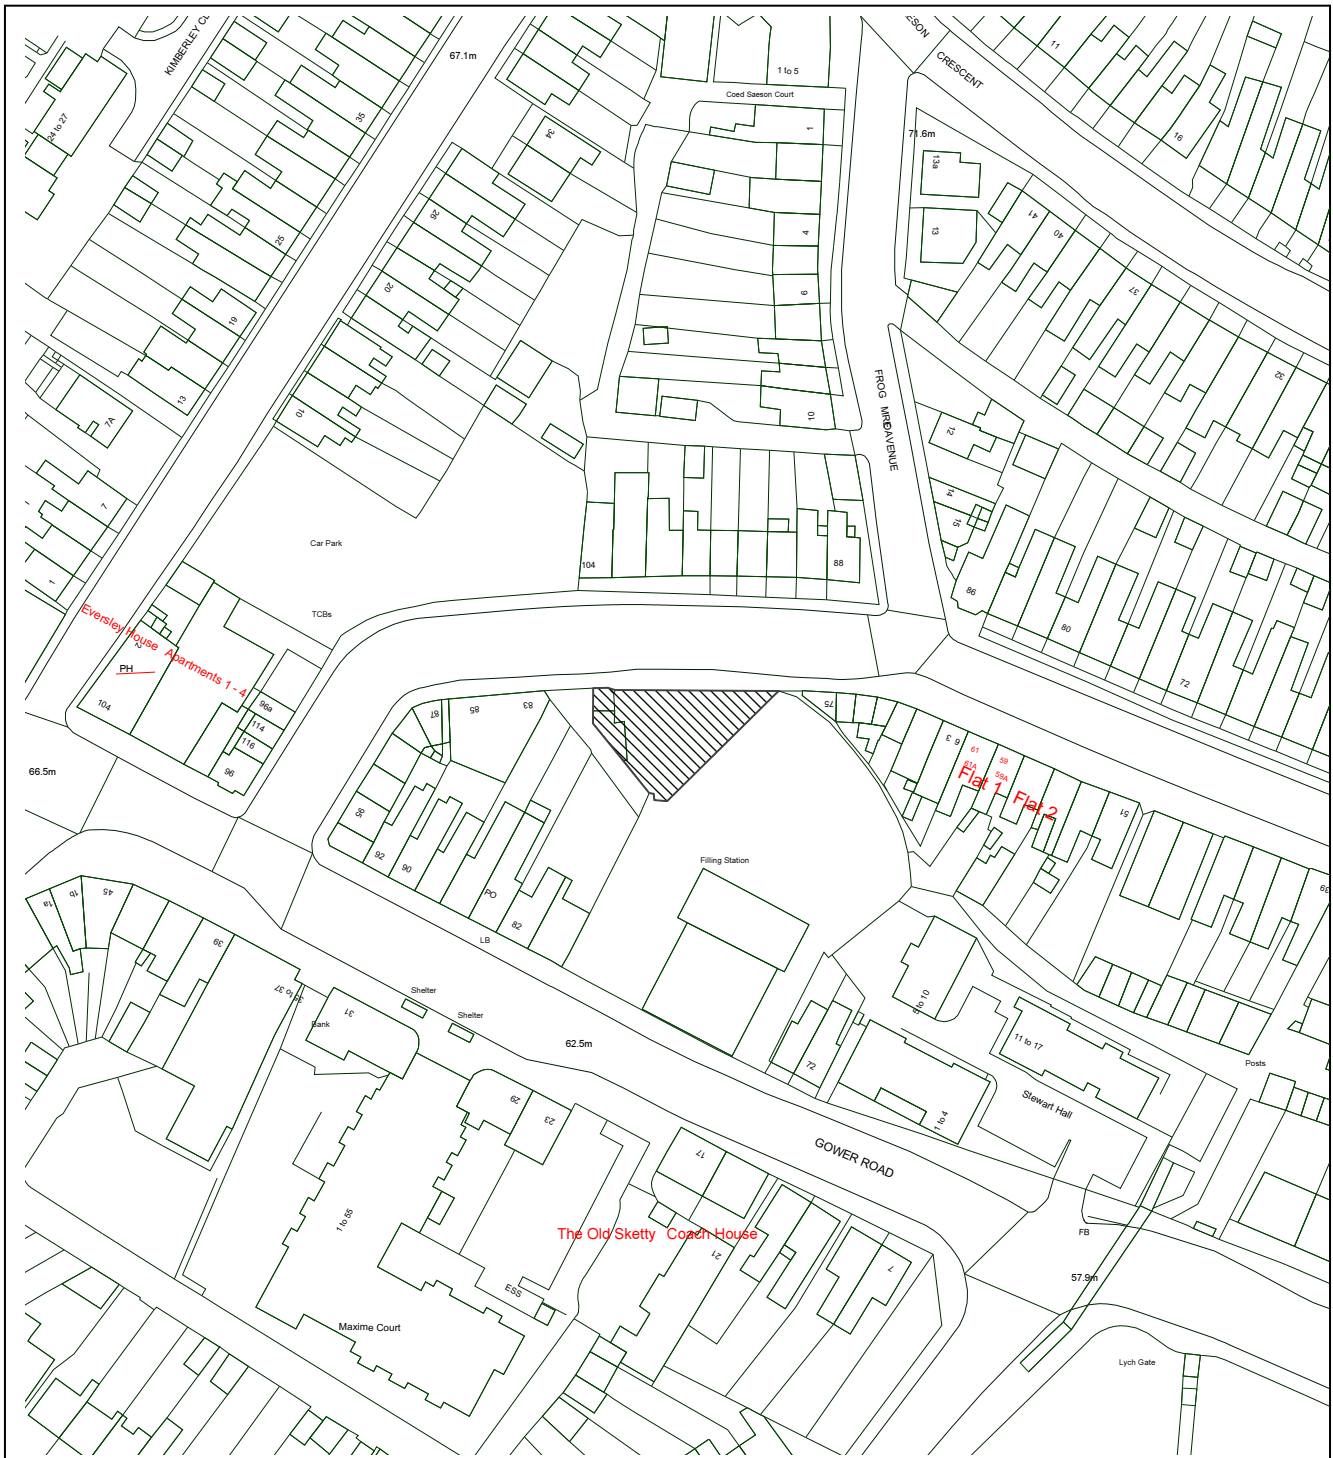 KIMBERLEY CL
67.1m
1 to 5
Coed Saeson Court
ESON
CRESCENT
11
16
24 to 27
35
34
1
71.6m
13a
13
41
40
37
32
26
25
20
19
13
4
6
10
7A
10
FROG MRE AVENUE
12
14
15
7
1
Car Park
104
88
86
80
72
TCBs
Eversley House Apartments 1 - 4
2
PH
104
96a
114
116
96
66.5m
87
85
83
75
6 3
61
61A
59
59A
Flat 1 Flat 2
51
39
95
92
90
PO
82
LB
Filling Station
1a
1b
45
39
35 to 37
31
Bank
Shelter
Shelter
62.5m
72
5 to 10
11 to 17
Posts
Stewart Hall
1 to 4
GOWER ROAD
29
23
17
1 to 55
The Old Sketty Coach House
21
7
FB
57.9m
ESS
Maxime Court
Lych Gate